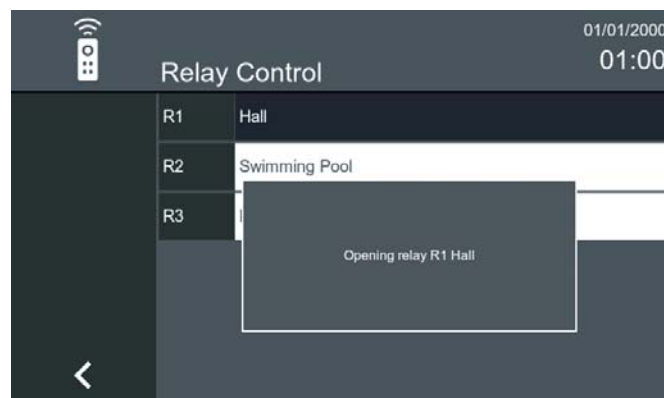 01/01/2000
01:00
Relay Control
R1 Hall
R2 Swimming Pool
R3
Opening relay R1 Hall